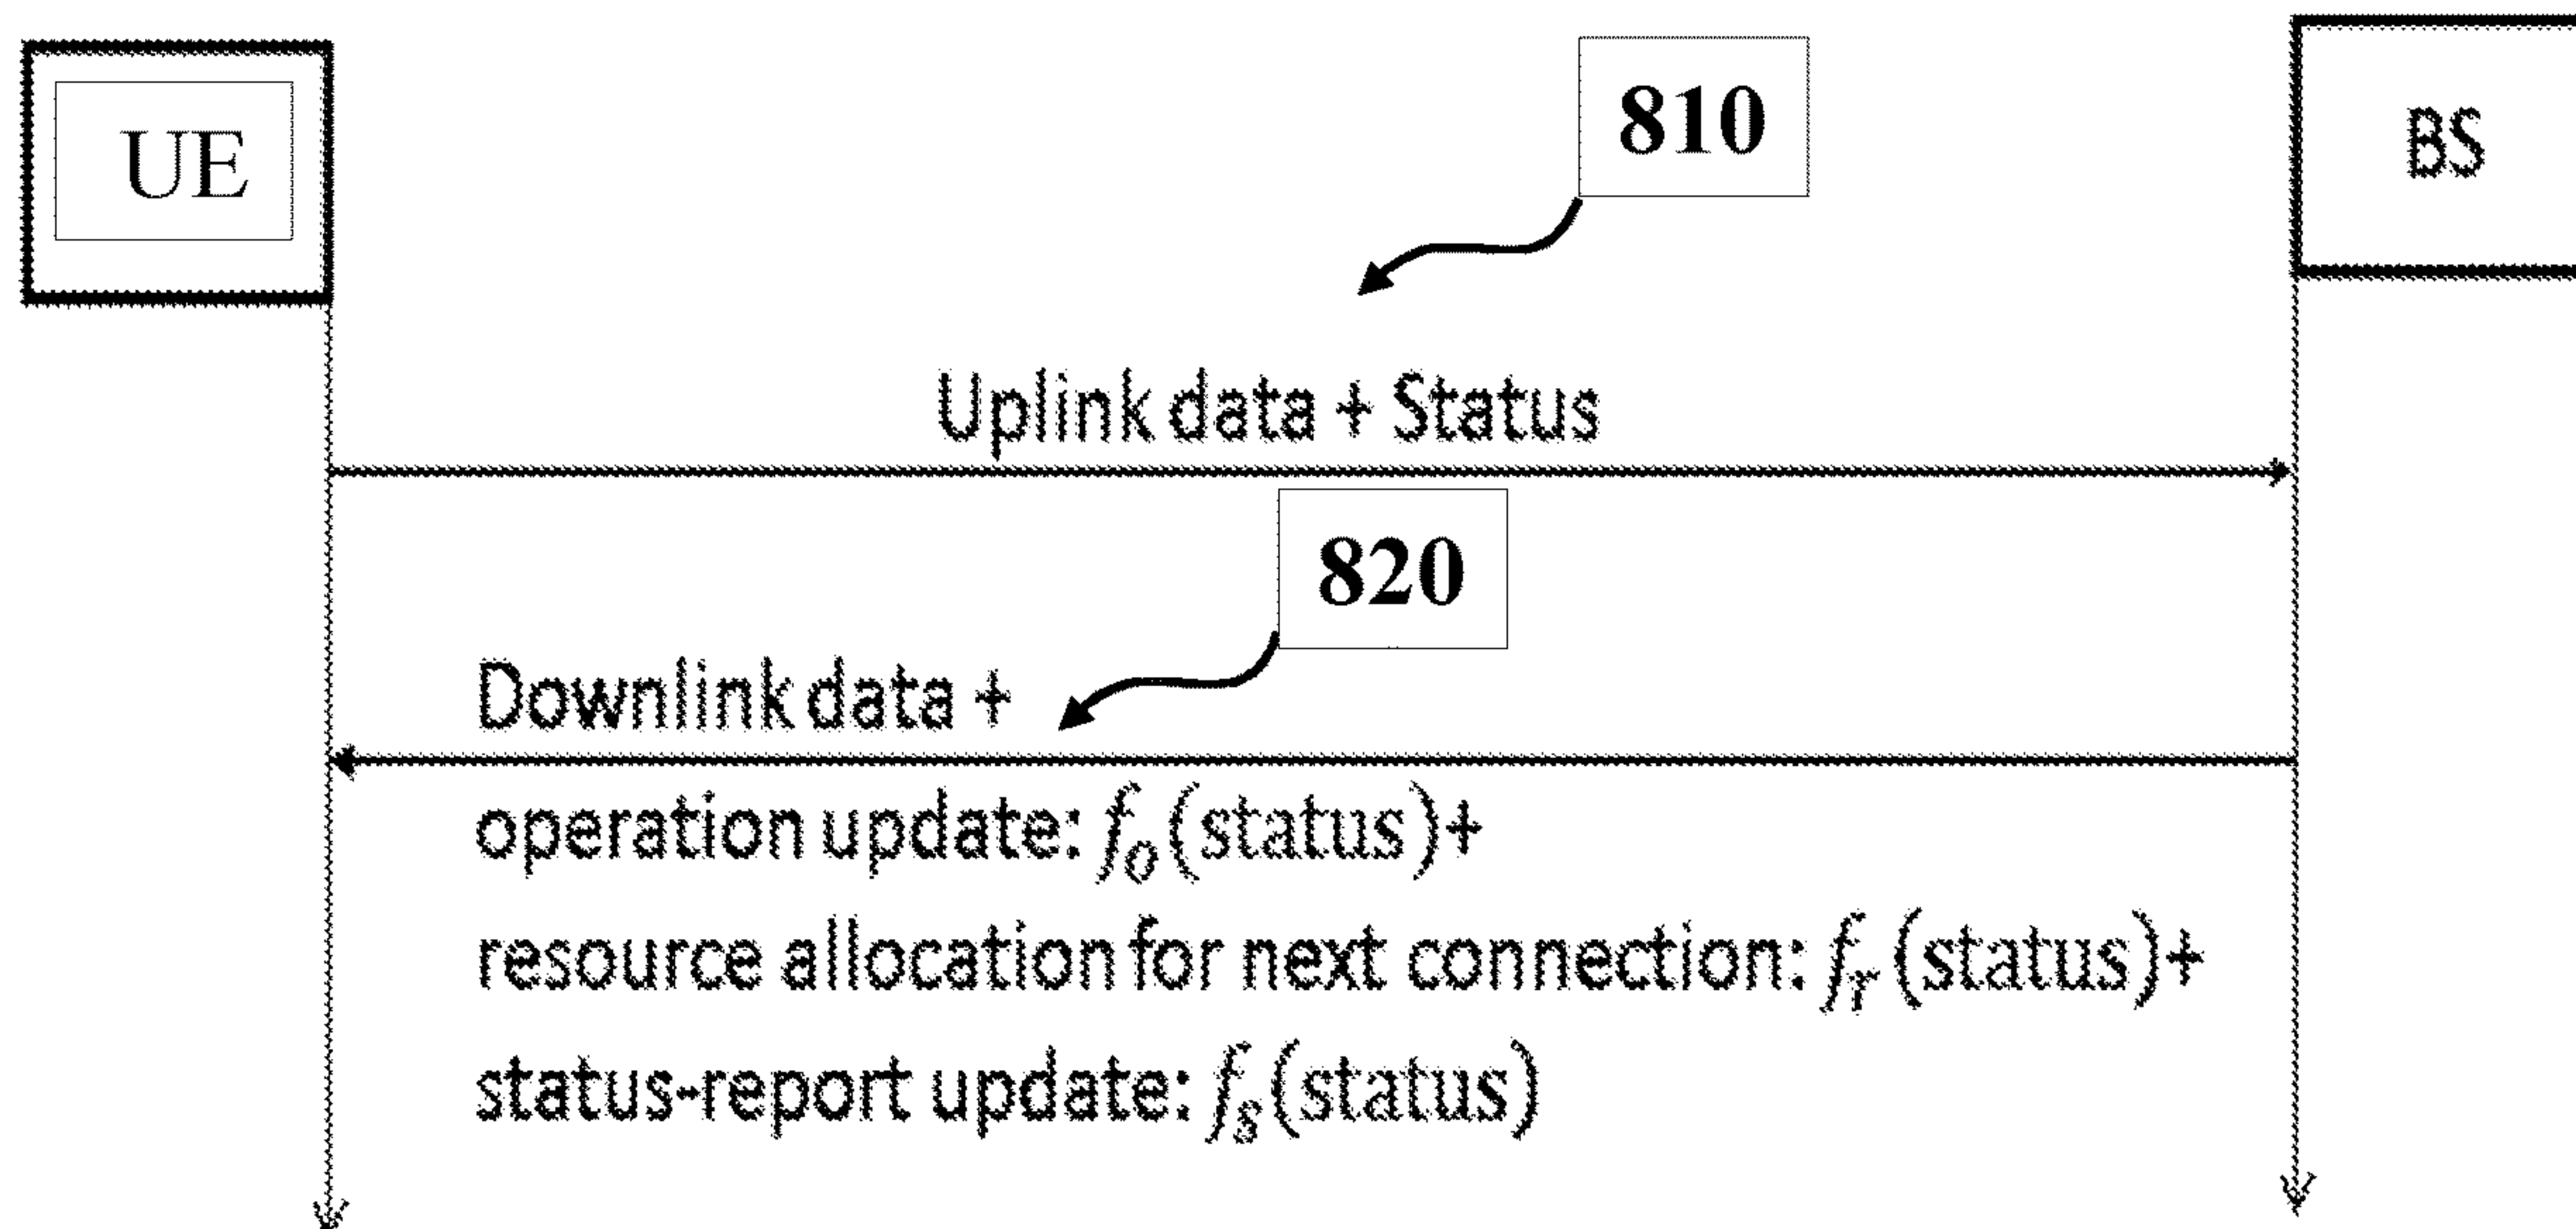 UE
810
BS
Uplink data + Status
820
Downlink data +
operation update: f_o(status)+
resource allocation for next connection: f_r(status)+
status-report update: f_s(status)